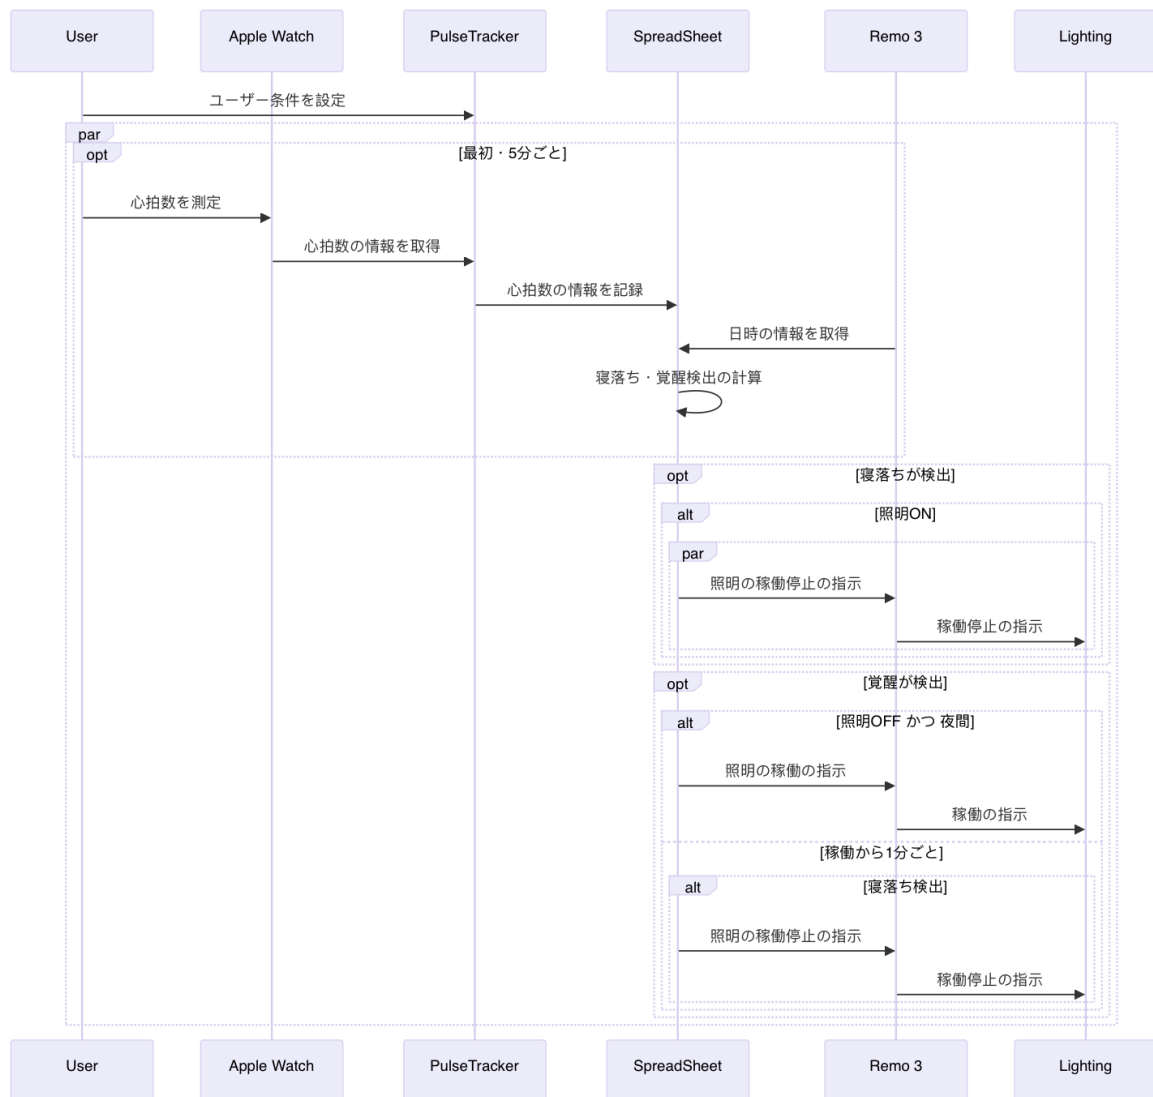 User
Apple Watch
PulseTracker
SpreadSheet
Remo 3
Lighting
ユーザー条件を設定
par
opt
[最初・5分ごと]
心拍数を測定
心拍数の情報を取得
心拍数の情報を記録
日時の情報を取得
寝落ち・覚醒検出の計算
opt
[寝落ちが検出]
alt
[照明ON]
par
照明の稼働停止の指示
稼働停止の指示
opt
[覚醒が検出]
alt
[照明OFF かつ 夜間]
照明の稼働の指示
稼働の指示
[稼働から1分ごと]
alt
[寝落ち検出]
照明の稼働停止の指示
稼働停止の指示
User
Apple Watch
PulseTracker
SpreadSheet
Remo 3
Lighting